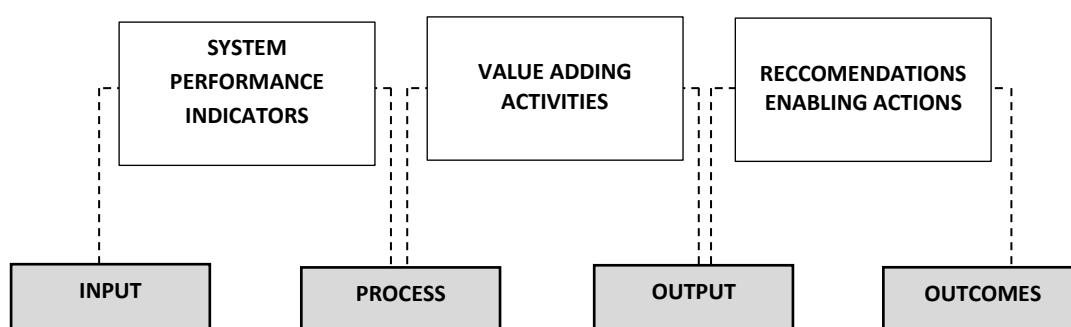 SYSTEM
PERFORMANCE
INDICATORS
VALUE ADDING
ACTIVITIES
RECCOMENDATIONS
ENABLING ACTIONS
INPUT
PROCESS
OUTPUT
OUTCOMES